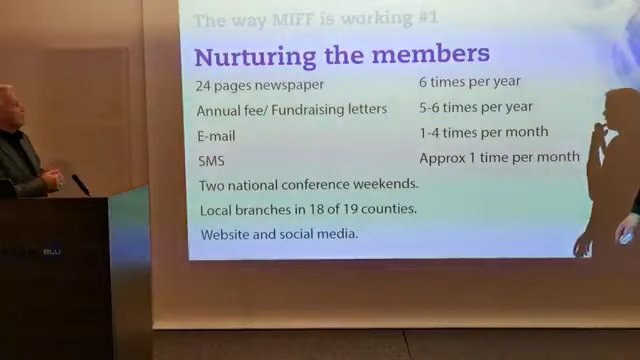 The way MIFF is working #1
Nurturing the members
24 pages newspaper 6 times per year
Annual fee/ Fundraising letters 5-6 times per year
E-mail 1-4 times per month
SMS Approx 1 time per month
Two national conference weekends.
Local branches in 18 of 19 counties.
Website and social media.
BLU